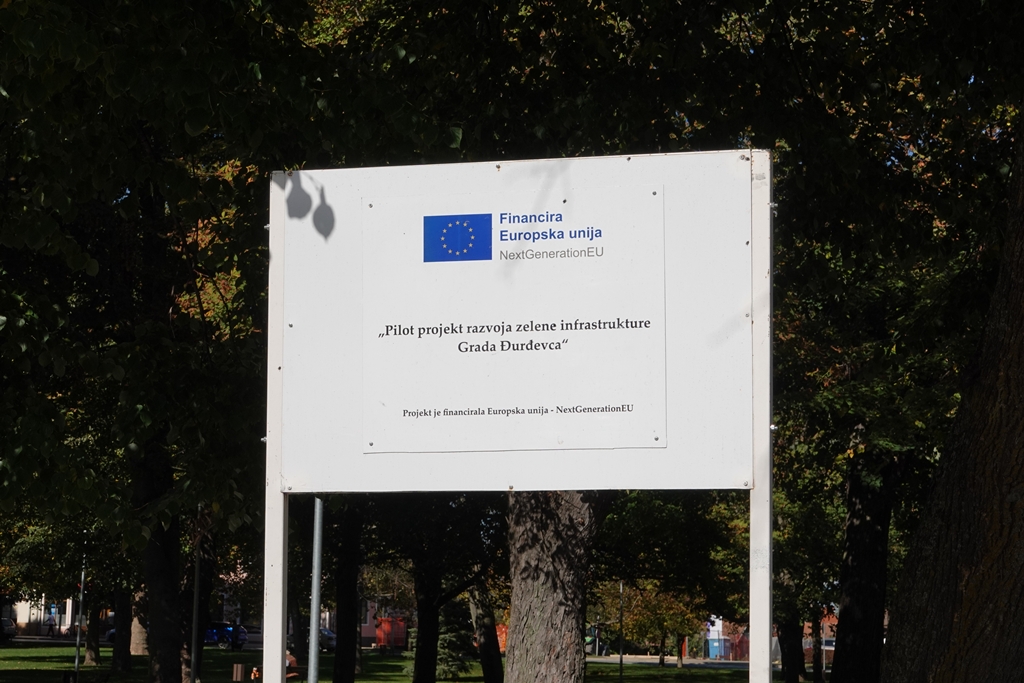 Financira
Europska unija
NextGenerationEU
„Pilot projekt razvoja zelene infrastrukture
Grada Đurđevca“
Projekt je financirala Europska unija - NextGenerationEU